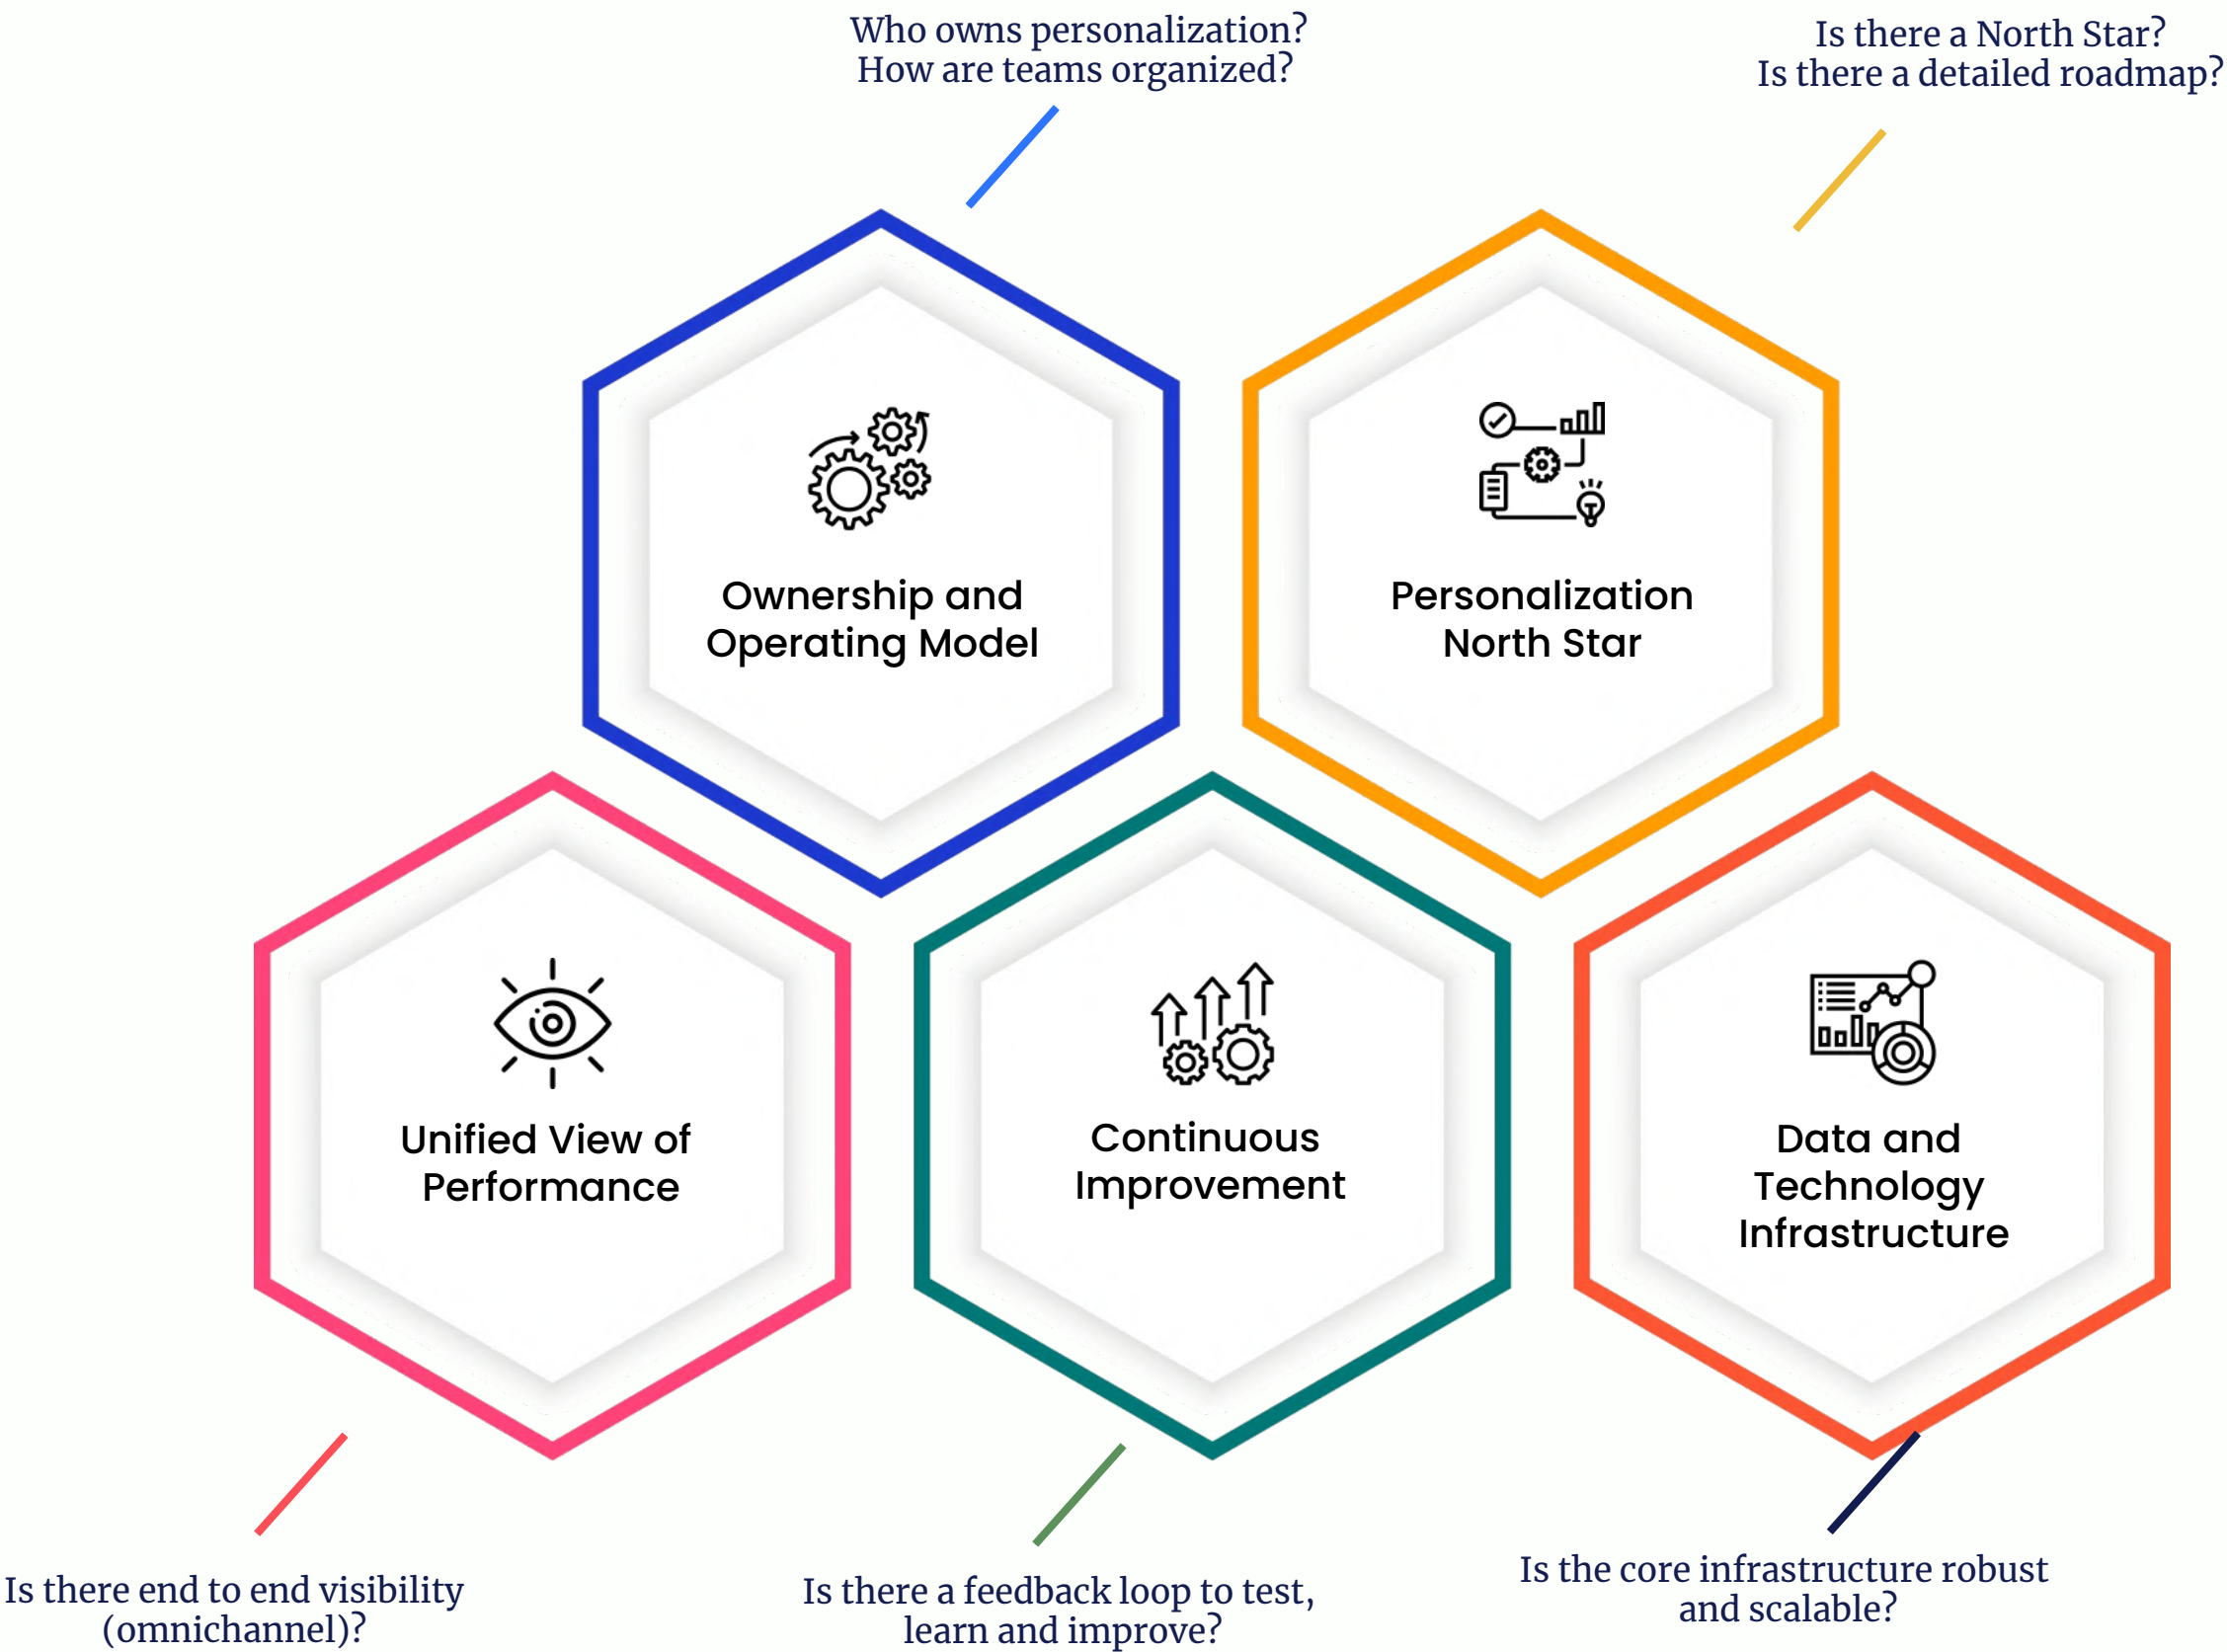 Who owns personalization?
How are teams organized?
Is there a North Star?
Is there a detailed roadmap?
Ownership and
Operating Model
Personalization
North Star
Unified View of
Performance
Continuous
Improvement
Data and
Technology
Infrastructure
Is there end to end visibility
(omnichannel)?
Is there a feedback loop to test,
learn and improve?
Is the core infrastructure robust
and scalable?